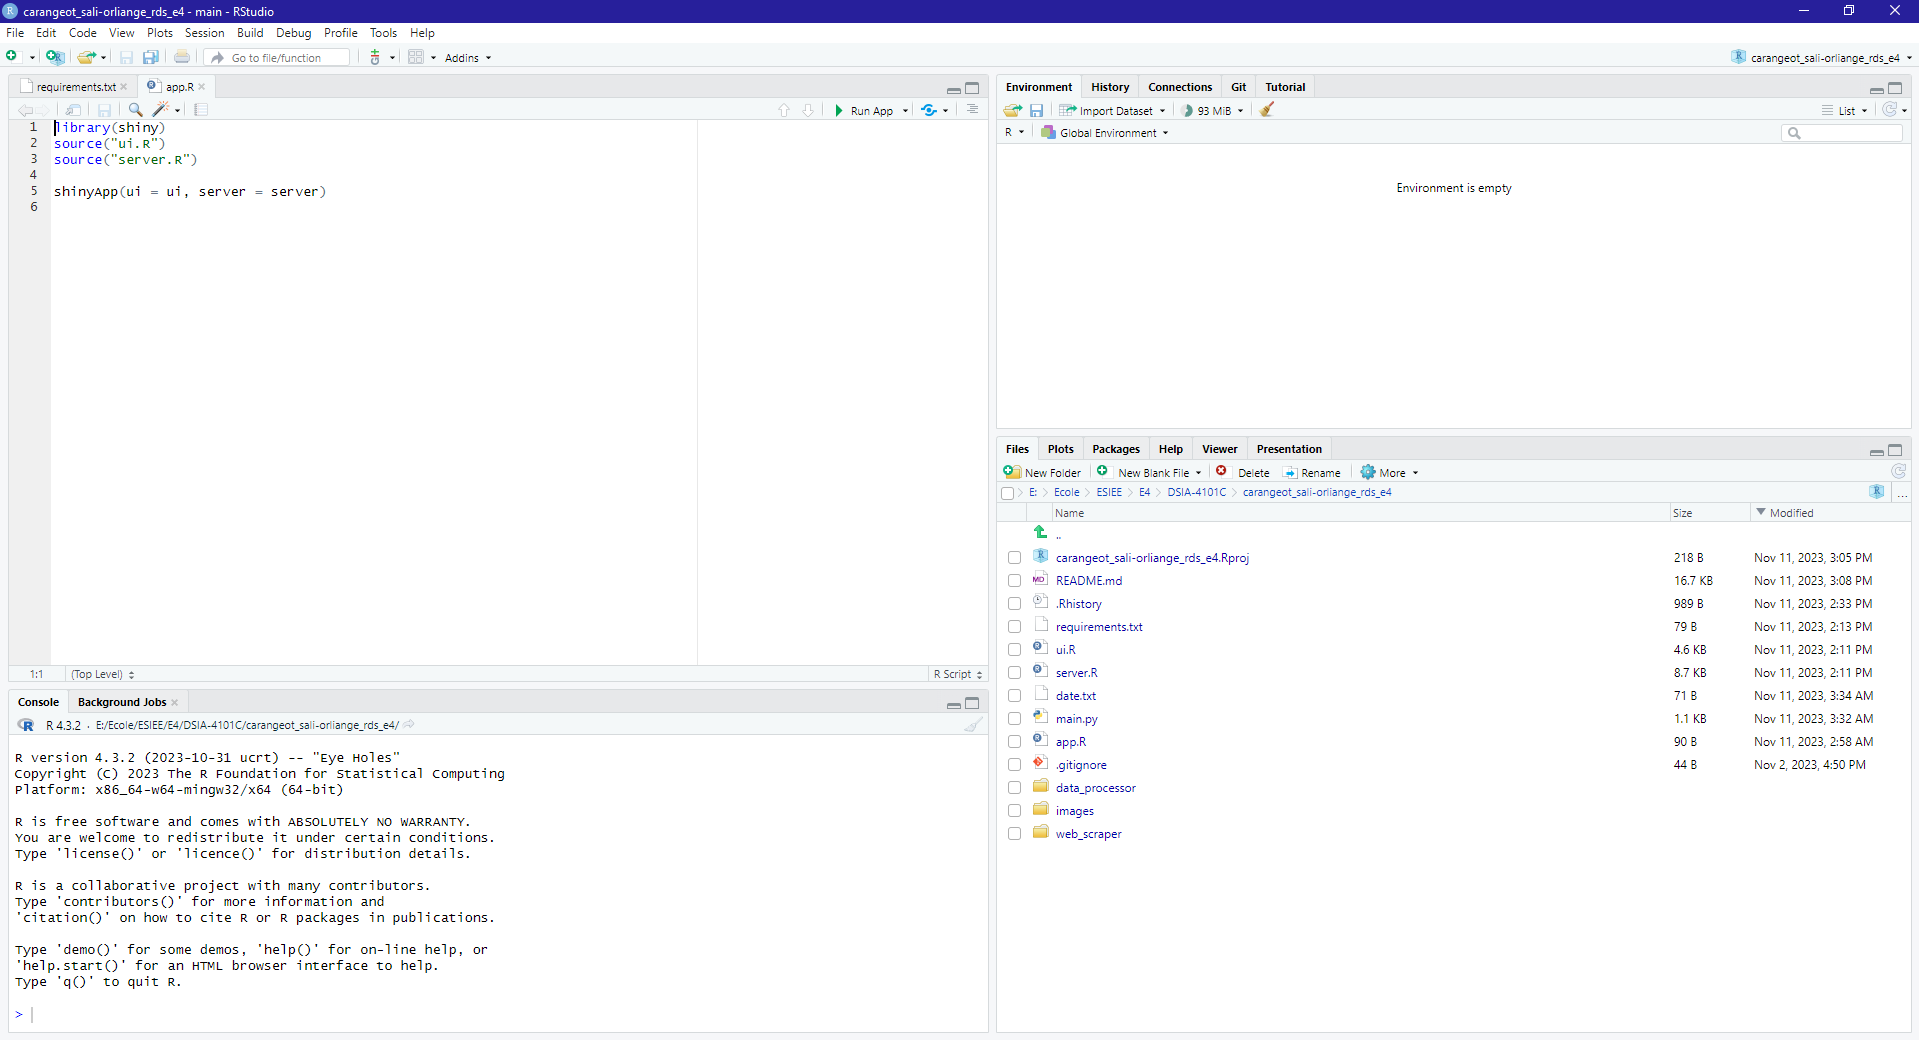 carangeot_sali-orliange_rds_e4 - main - RStudio
File Edit Code View Plots Session Build Debug Profile Tools Help
Go to file/function Addins carangeot_sali-orliange_rds_e4
requirements.txt app.R
Run App
1 library(shiny)
2 source("ui.R")
3 source("server.R")
4
5 shinyApp(ui = ui, server = server)
6
1:1 (Top Level) R Script
Console Background Jobs
R 4.3.2 · E:/Ecole/ESIEE/E4/DSIA-4101C/carangeot_sali-orliange_rds_e4/
R version 4.3.2 (2023-10-31 ucrt) -- "Eye Holes"
Copyright (C) 2023 The R Foundation for Statistical Computing
Platform: x86_64-w64-mingw32/x64 (64-bit)
R is free software and comes with ABSOLUTELY NO WARRANTY.
You are welcome to redistribute it under certain conditions.
Type 'license()' or 'licence()' for distribution details.
R is a collaborative project with many contributors.
Type 'contributors()' for more information and
'citation()' on how to cite R or R packages in publications.
Type 'demo()' for some demos, 'help()' for on-line help, or
'help.start()' for an HTML browser interface to help.
Type 'q()' to quit R.
>
Environment History Connections Git Tutorial
Import Dataset 93 MiB List
R Global Environment
Environment is empty
Files Plots Packages Help Viewer Presentation
New Folder New Blank File Delete Rename More
E: Ecole ESIEE E4 DSIA-4101C carangeot_sali-orliange_rds_e4 ...
Name Size Modified
..
carangeot_sali-orliange_rds_e4.Rproj 218 B Nov 11, 2023, 3:05 PM
README.md 16.7 KB Nov 11, 2023, 3:08 PM
.Rhistory 989 B Nov 11, 2023, 2:33 PM
requirements.txt 79 B Nov 11, 2023, 2:13 PM
ui.R 4.6 KB Nov 11, 2023, 2:11 PM
server.R 8.7 KB Nov 11, 2023, 2:11 PM
date.txt 71 B Nov 11, 2023, 3:34 AM
main.py 1.1 KB Nov 11, 2023, 3:32 AM
app.R 90 B Nov 11, 2023, 2:58 AM
.gitignore 44 B Nov 2, 2023, 4:50 PM
data_processor
images
web_scraper